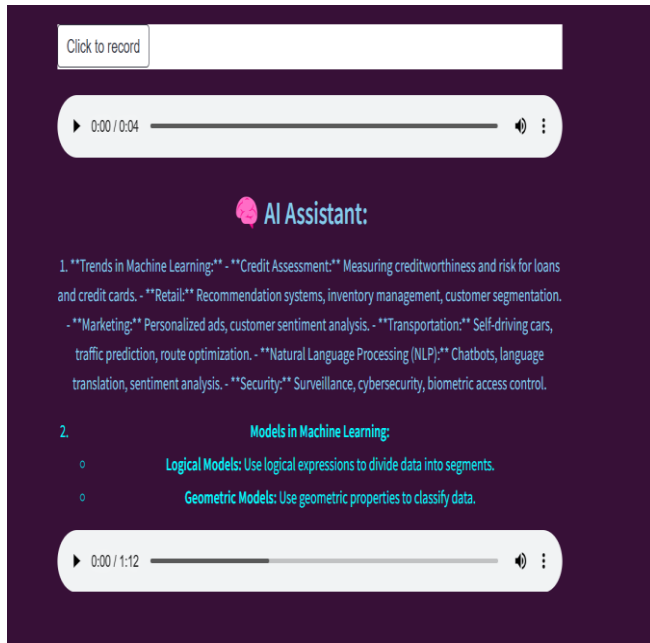 Click to record
0:00 / 0:04
AI Assistant:
1. **Trends in Machine Learning:** - **Credit Assessment:** Measuring creditworthiness and risk for loans
and credit cards. - **Retail:** Recommendation systems, inventory management, customer segmentation.
- **Marketing:** Personalized ads, customer sentiment analysis. - **Transportation:** Self-driving cars,
traffic prediction, route optimization. - **Natural Language Processing (NLP):** Chatbots, language
translation, sentiment analysis. - **Security:** Surveillance, cybersecurity, biometric access control.
2. Models in Machine Learning:
○ Logical Models: Use logical expressions to divide data into segments.
○ Geometric Models: Use geometric properties to classify data.
0:00 / 1:12